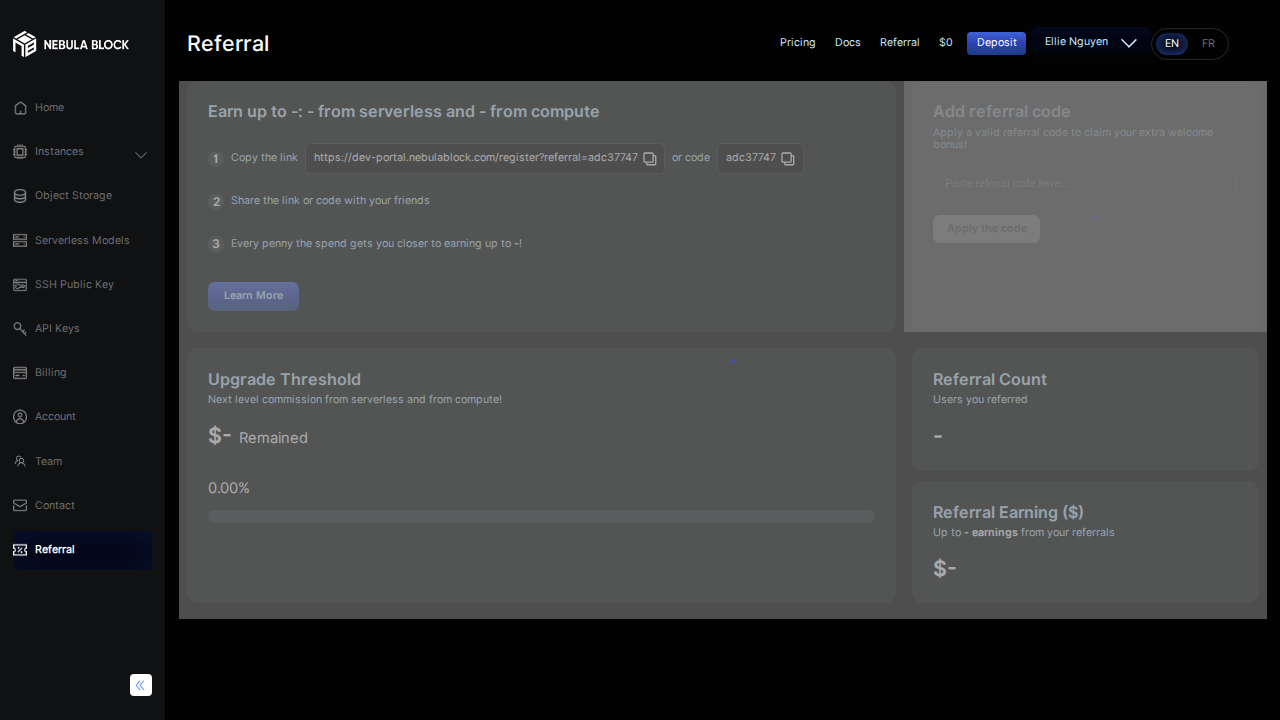 NEBULA BLOCK
Home
Instances
Object Storage
Serverless Models
SSH Public Key
API Keys
Billing
Account
Team
Contact
Referral
Referral
Pricing
Docs
Referral
$0
Deposit
Ellie Nguyen
EN
FR
Earn up to -: - from serverless and - from compute
1 Copy the link https://dev-portal.nebulablock.com/register?referral=adc37747 or code adc37747
2 Share the link or code with your friends
3 Every penny the spend gets you closer to earning up to -!
Learn More
Add referral code
Apply a valid referral code to claim your extra welcome
bonus!
Paste referral code here...
Apply the code
Upgrade Threshold
Next level commission from serverless and from compute!
$- Remained
0.00%
Referral Count
Users you referred
-
Referral Earning ($)
Up to - earnings from your referrals
$-